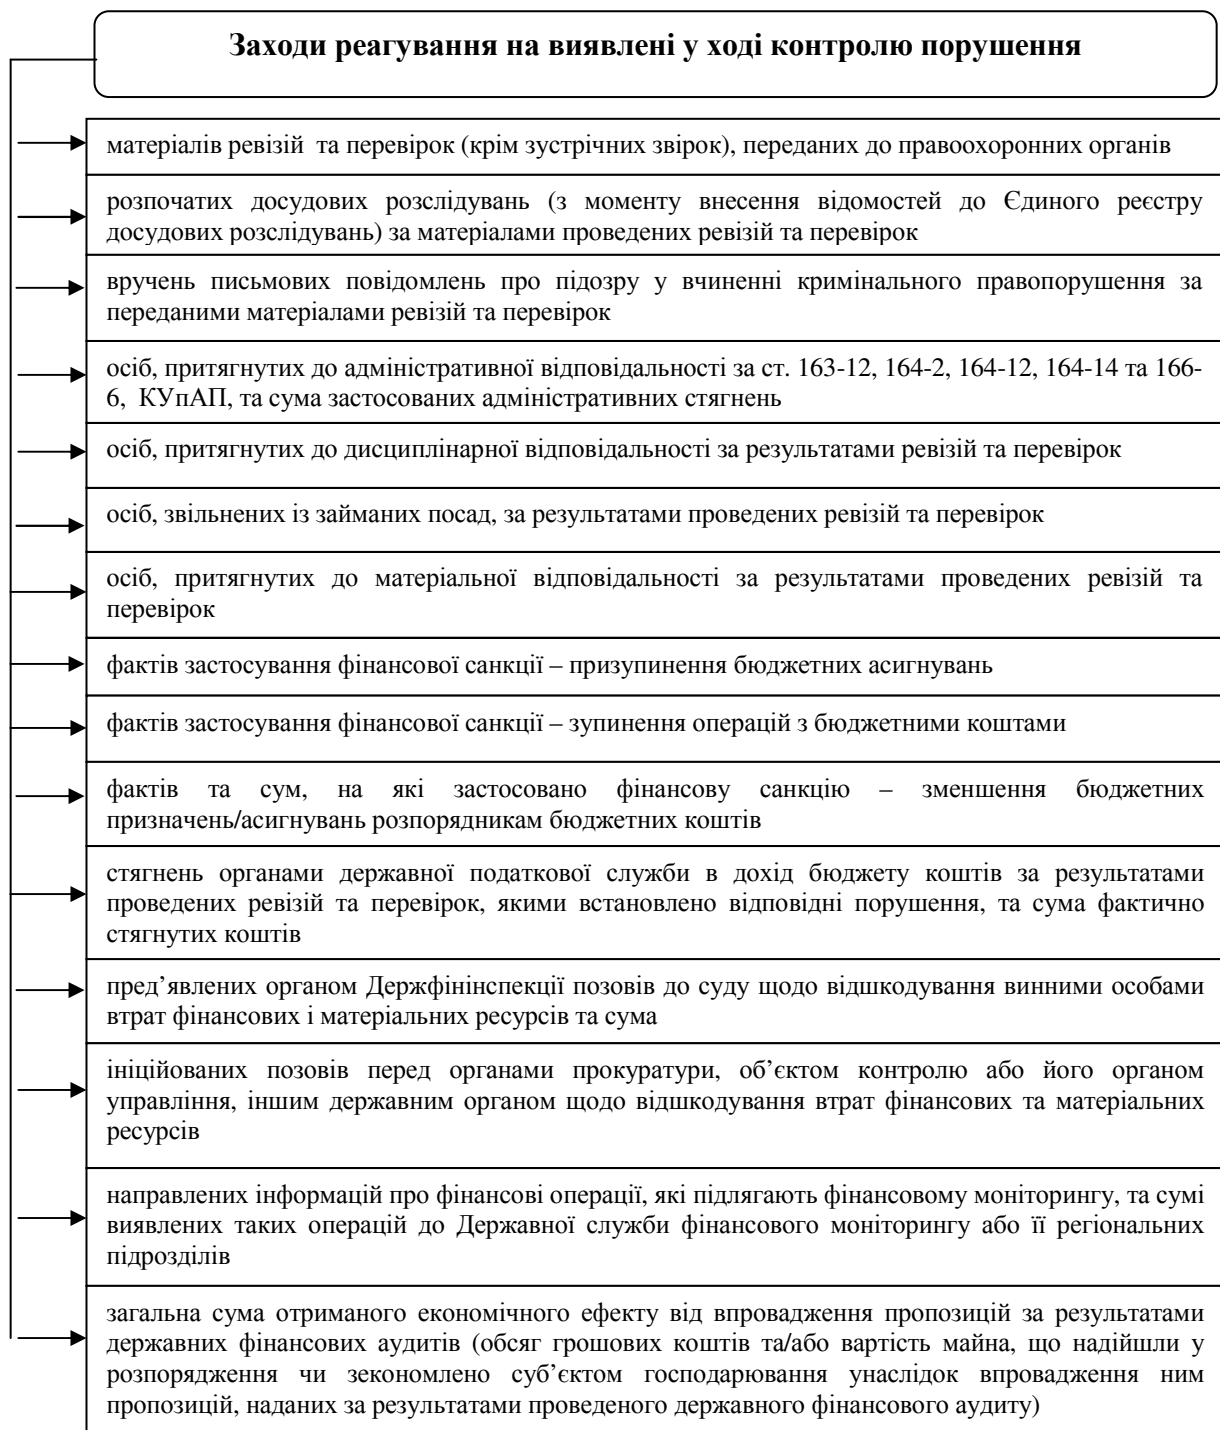 Заходи реагування на виявлені у ході контролю порушення
матеріалів ревізій та перевірок (крім зустрічних звірок), переданих до правоохоронних органів
розпочатих досудових розслідувань (з моменту внесення відомостей до Єдиного реєстру
досудових розслідувань) за матеріалами проведених ревізій та перевірок
вручень письмових повідомлень про підозру у вчиненні кримінального правопорушення за
переданими матеріалами ревізій та перевірок
осіб, притягнутих до адміністративної відповідальності за ст. 163-12, 164-2, 164-12, 164-14 та 166-
6, КУпАП, та сума застосованих адміністративних стягнень
осіб, притягнутих до дисциплінарної відповідальності за результатами ревізій та перевірок
осіб, звільнених із займаних посад, за результатами проведених ревізій та перевірок
осіб, притягнутих до матеріальної відповідальності за результатами проведених ревізій та
перевірок
фактів застосування фінансової санкції – призупинення бюджетних асигнувань
фактів застосування фінансової санкції – зупинення операцій з бюджетними коштами
фактів та сум, на які застосовано фінансову санкцію – зменшення бюджетних
призначень/асигнувань розпорядникам бюджетних коштів
стягнень органами державної податкової служби в дохід бюджету коштів за результатами
проведених ревізій та перевірок, якими встановлено відповідні порушення, та сума фактично
стягнутих коштів
пред’явлених органом Держфінінспекції позовів до суду щодо відшкодування винними особами
втрат фінансових і матеріальних ресурсів та сума
ініційованих позовів перед органами прокуратури, об’єктом контролю або його органом
управління, іншим державним органом щодо відшкодування втрат фінансових та матеріальних
ресурсів
направлених інформацій про фінансові операції, які підлягають фінансовому моніторингу, та сумі
виявлених таких операцій до Державної служби фінансового моніторингу або її регіональних
підрозділів
загальна сума отриманого економічного ефекту від впровадження пропозицій за результатами
державних фінансових аудитів (обсяг грошових коштів та/або вартість майна, що надійшли у
розпорядження чи зекономлено суб’єктом господарювання унаслідок впровадження ним
пропозицій, наданих за результатами проведеного державного фінансового аудиту)